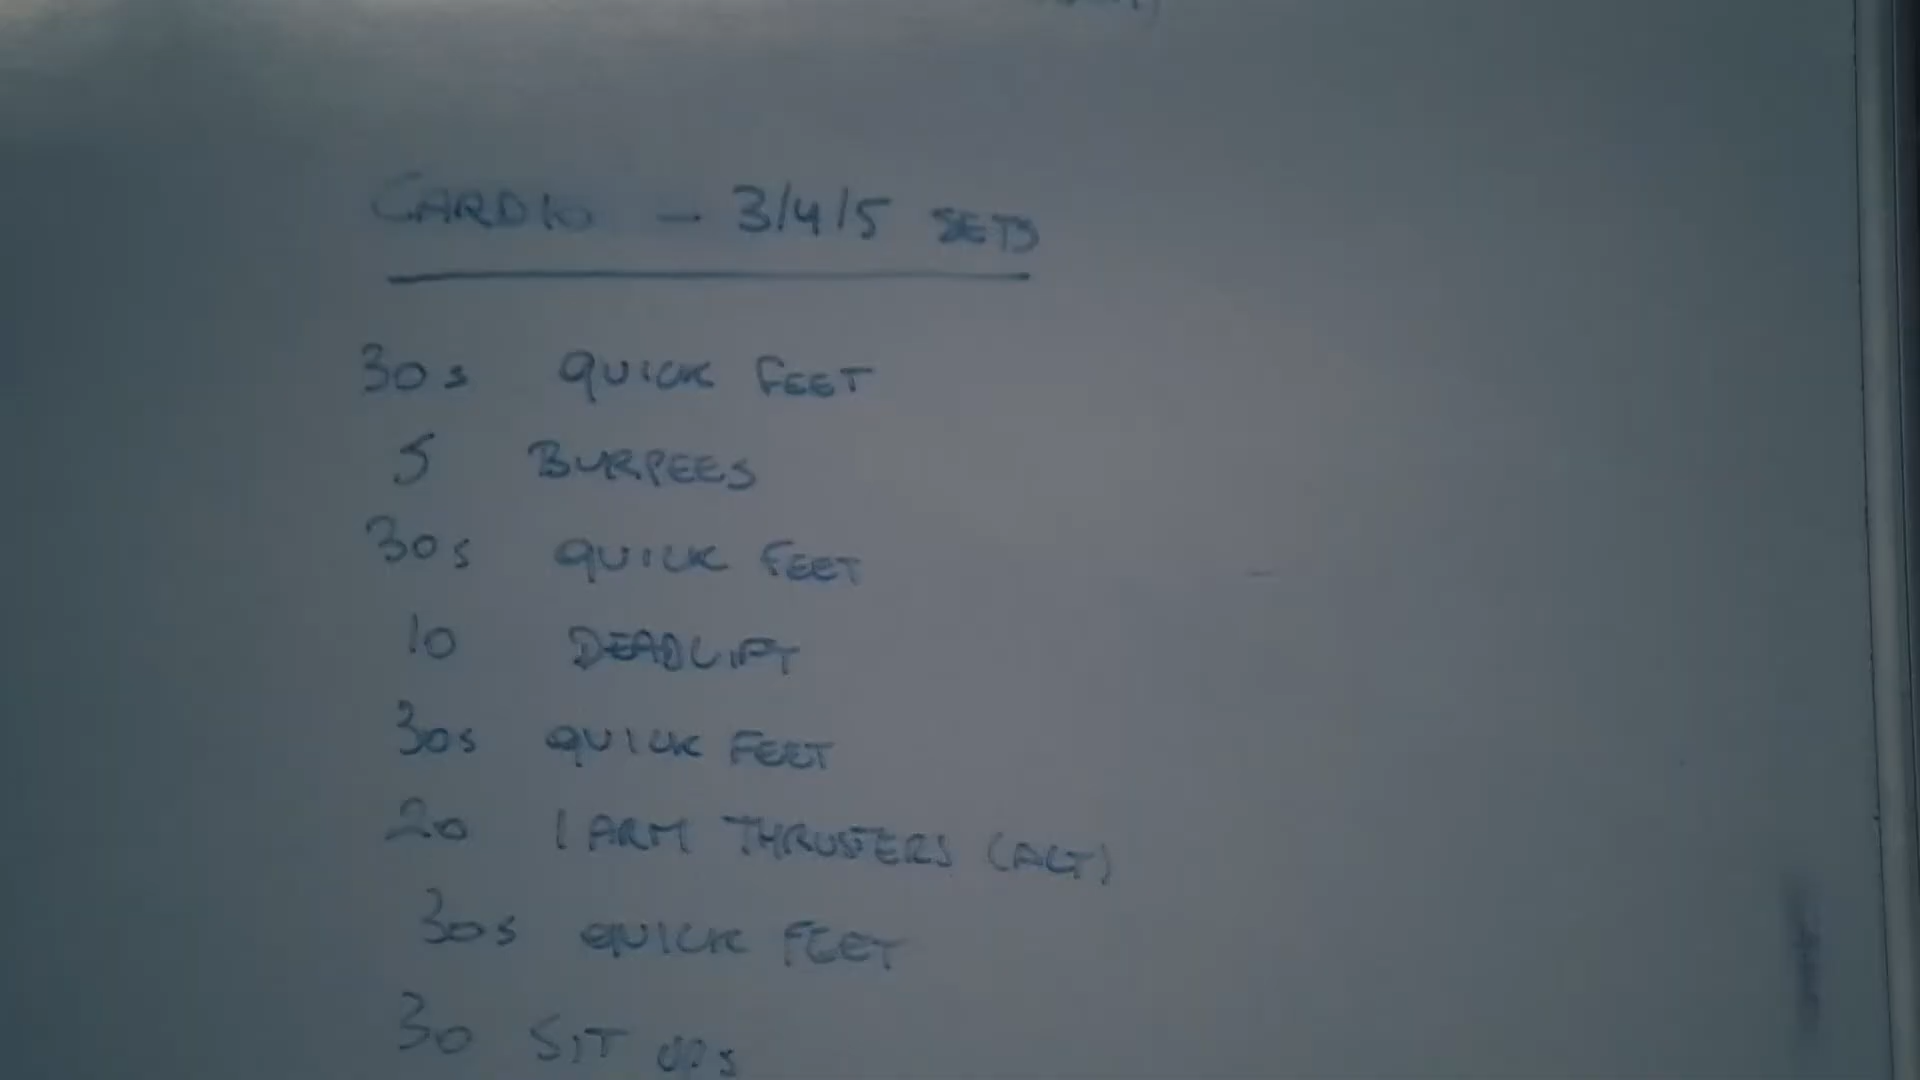 CARDIO - 3/4/5 SETS
30s QUICK FEET
5 BURPEES
30s QUICK FEET
10 DEADLIFT
30s QUICK FEET
20 1 ARM THRUSTERS (ALT)
30s QUICK FEET
30 SIT UPS